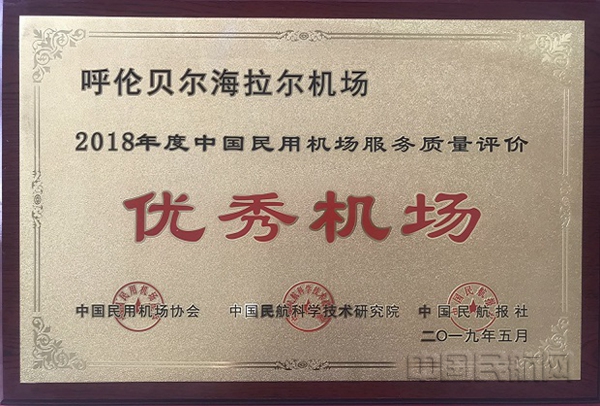 呼伦贝尔海拉尔机场
2018年度中国民用机场服务质量评价
优秀机场
中国民用机场协会 中国民航科学技术研究院 中国民航报社
二〇一九年五月
中国民航网